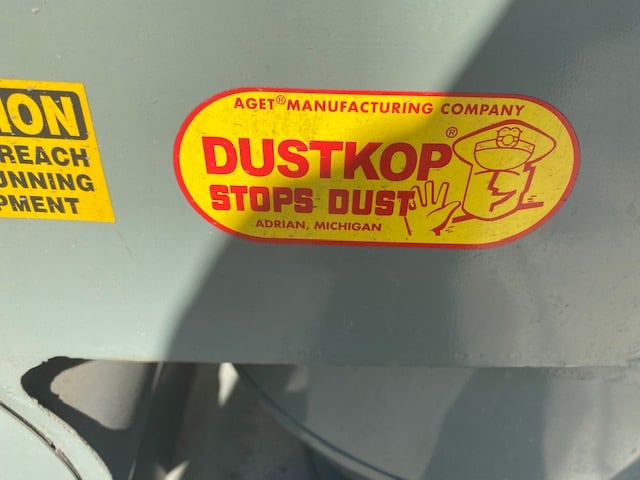 ION
REACH
UNNING
PMENT
AGET® MANUFACTURING COMPANY
DUSTKOP®
STOPS DUST
ADRIAN, MICHIGAN